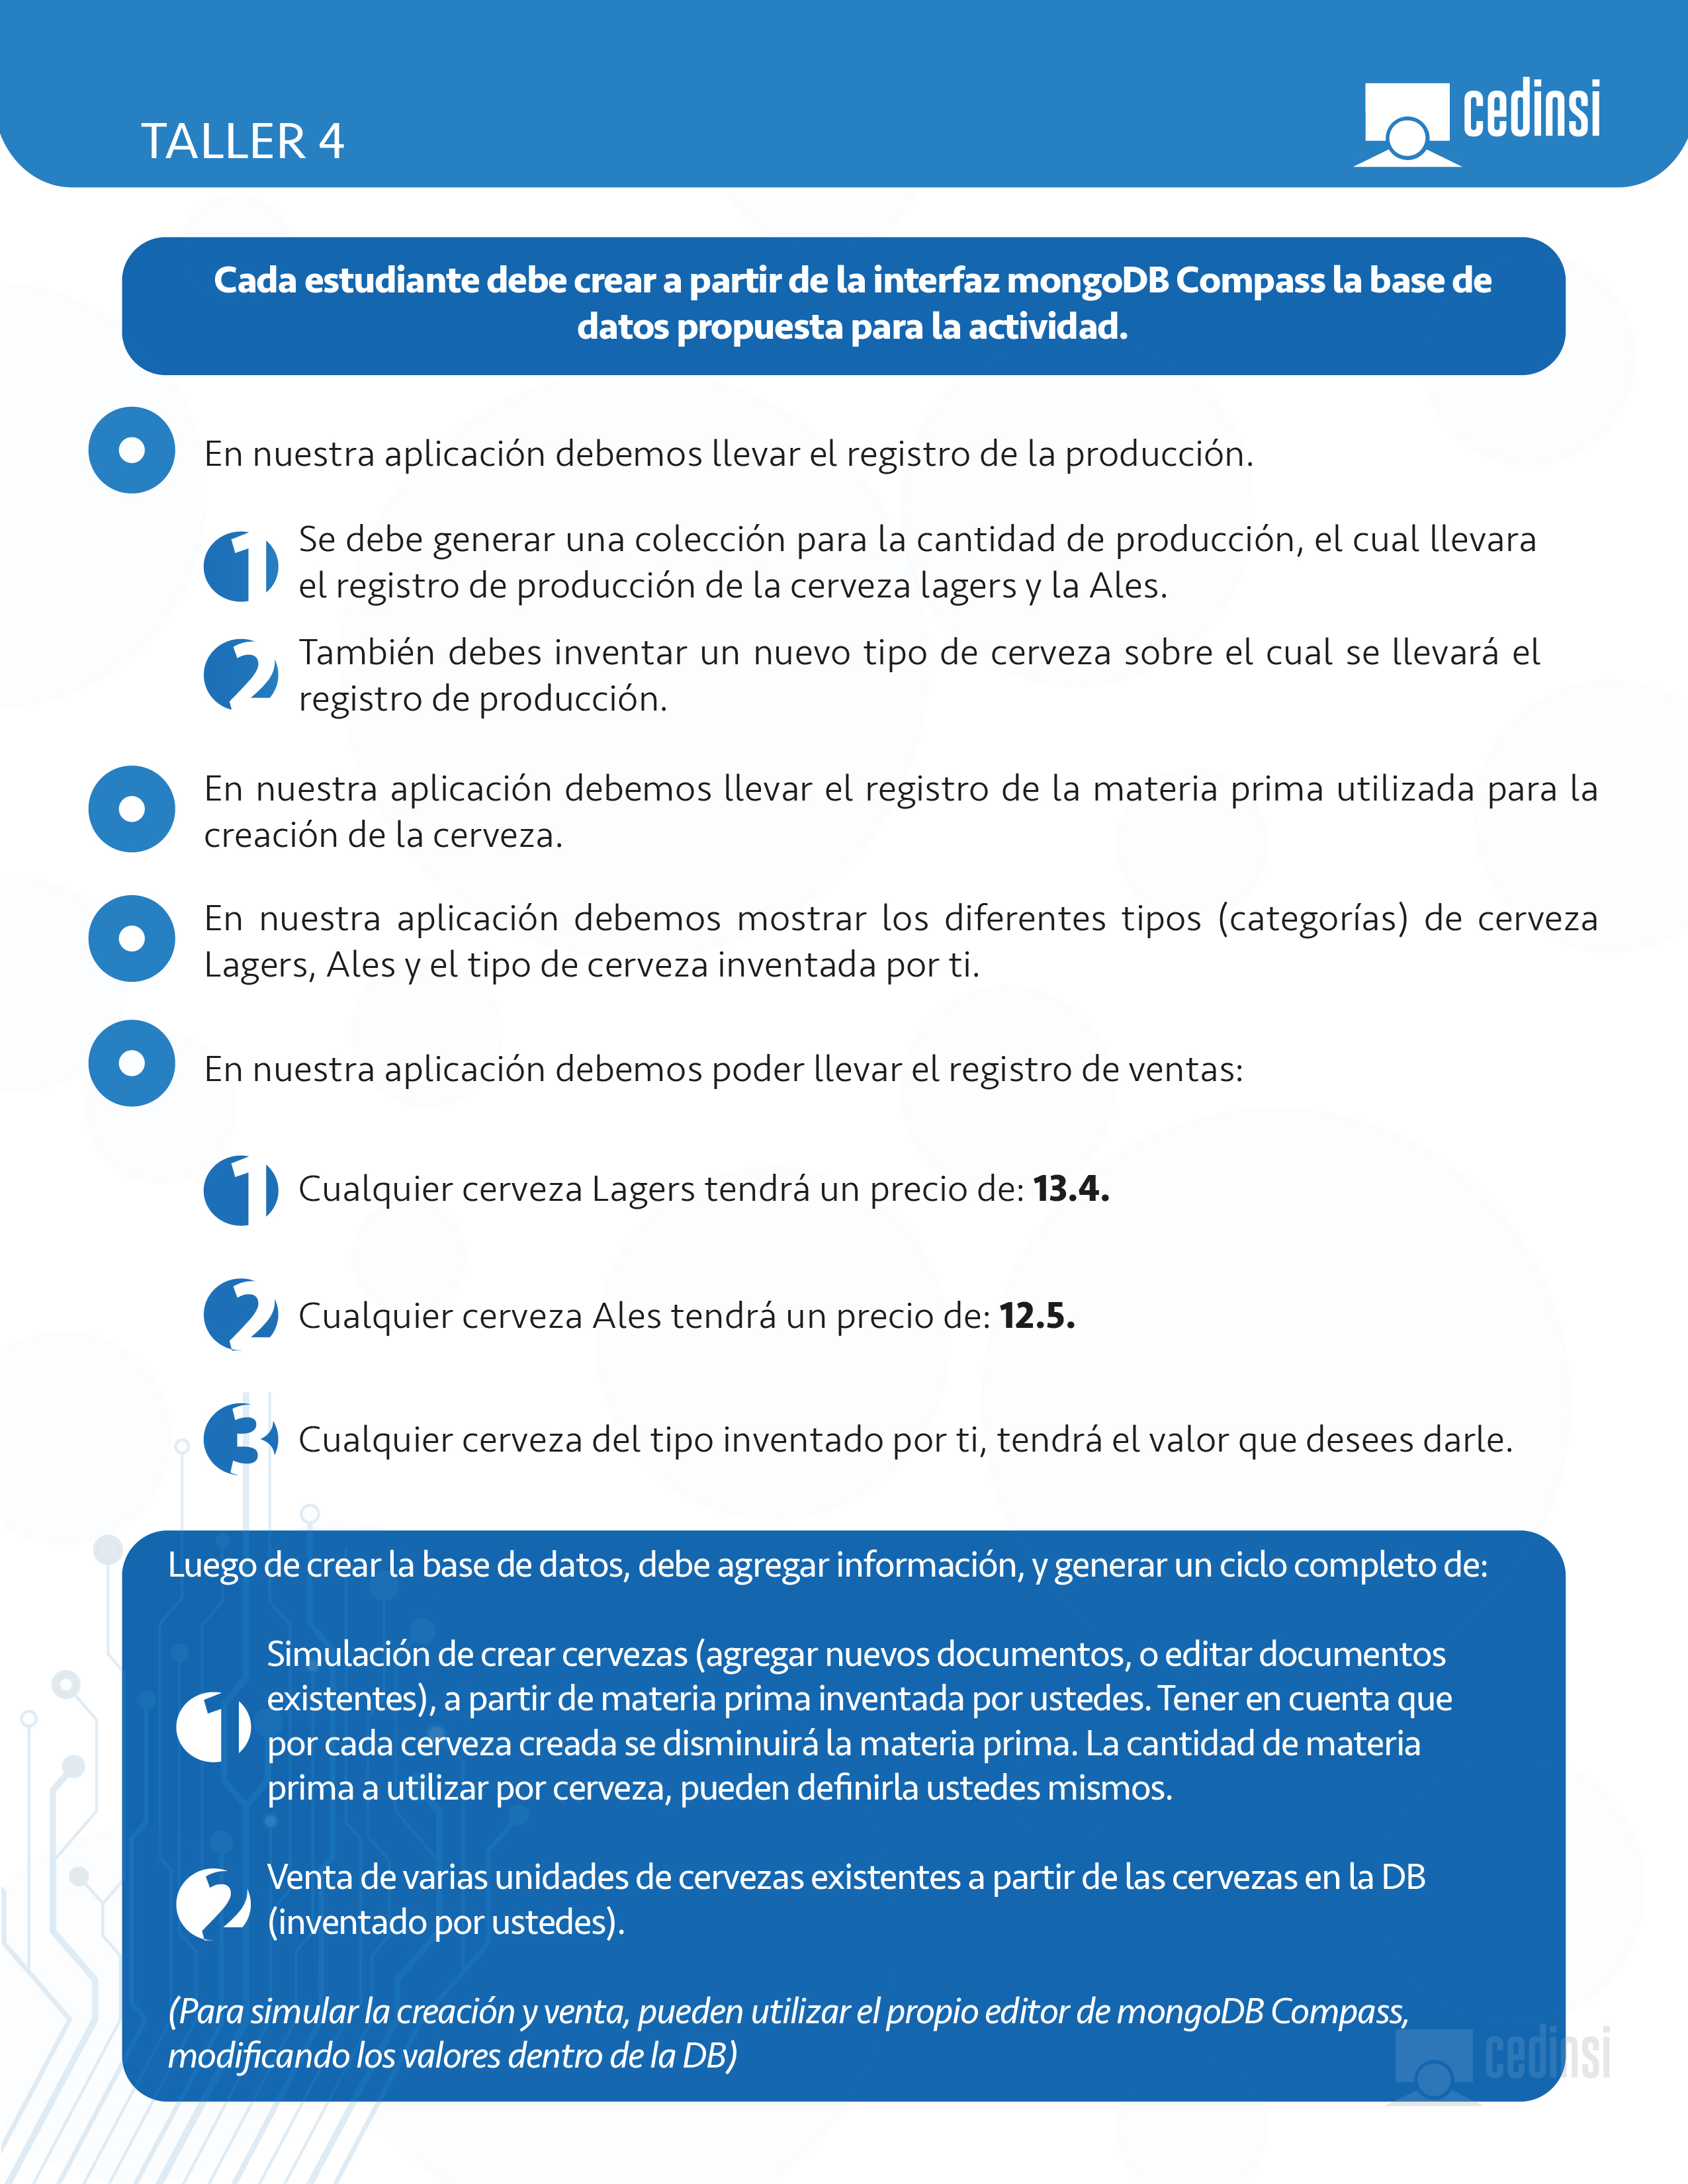 TALLER 4
cedinsi
Cada estudiante debe crear a partir de la interfaz mongoDB Compass la base de
datos propuesta para la actividad.
En nuestra aplicación debemos llevar el registro de la producción.
1
Se debe generar una colección para la cantidad de producción, el cual llevara
el registro de producción de la cerveza lagers y la Ales.
2
También debes inventar un nuevo tipo de cerveza sobre el cual se llevará el
registro de producción.
En nuestra aplicación debemos llevar el registro de la materia prima utilizada para la
creación de la cerveza.
En nuestra aplicación debemos mostrar los diferentes tipos (categorías) de cerveza
Lagers, Ales y el tipo de cerveza inventada por ti.
En nuestra aplicación debemos poder llevar el registro de ventas:
1 Cualquier cerveza Lagers tendrá un precio de: 13.4.
2 Cualquier cerveza Ales tendrá un precio de: 12.5.
3 Cualquier cerveza del tipo inventado por ti, tendrá el valor que desees darle.
Luego de crear la base de datos, debe agregar información, y generar un ciclo completo de:
1
Simulación de crear cervezas (agregar nuevos documentos, o editar documentos
existentes), a partir de materia prima inventada por ustedes. Tener en cuenta que
por cada cerveza creada se disminuirá la materia prima. La cantidad de materia
prima a utilizar por cerveza, pueden definirla ustedes mismos.
2
Venta de varias unidades de cervezas existentes a partir de las cervezas en la DB
(inventado por ustedes).
(Para simular la creación y venta, pueden utilizar el propio editor de mongoDB Compass,
modificando los valores dentro de la DB)
cedinsi